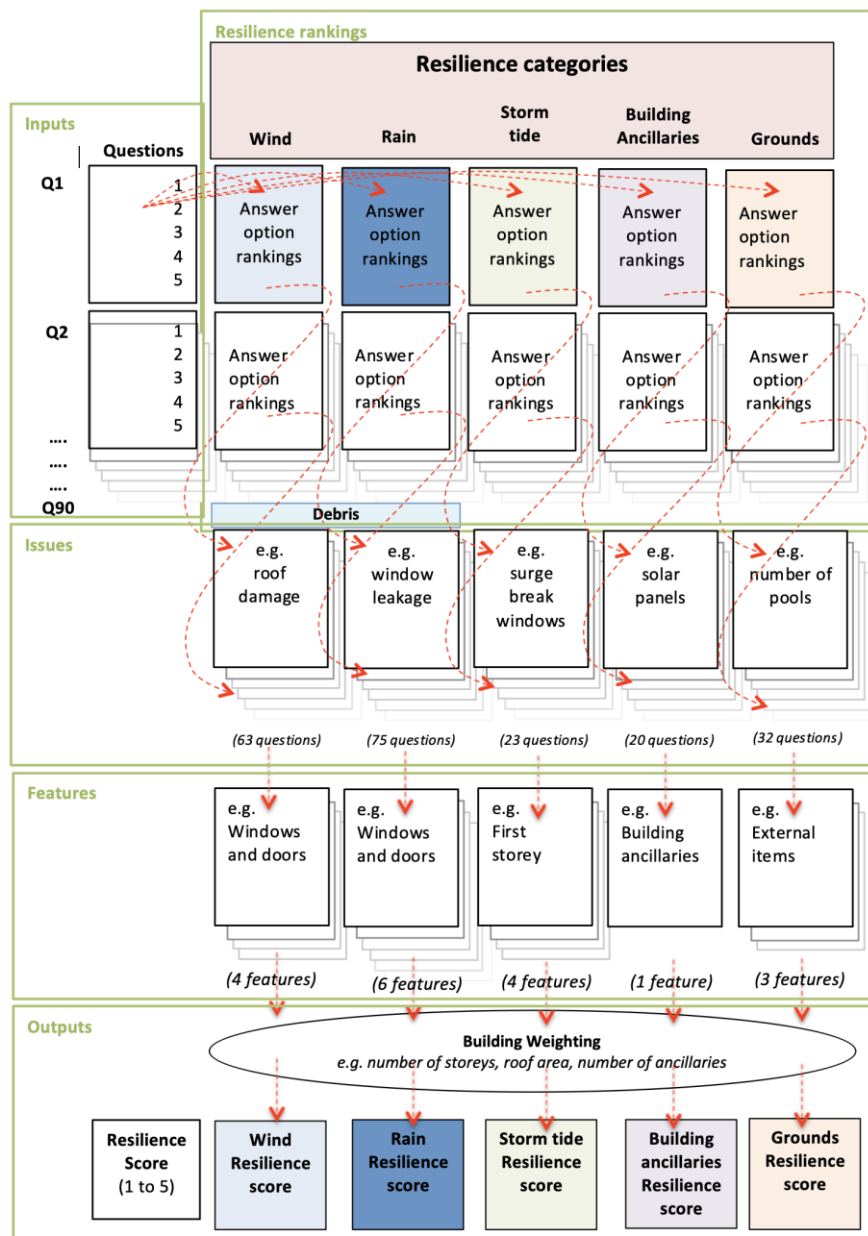 Resilience rankings
Resilience categories
Wind
Rain
Storm
tide
Building
Ancillaries
Grounds
Inputs
Questions
Q1
1
2
3
4
5
Answer
option
rankings
Answer
option
rankings
Answer
option
rankings
Answer
option
rankings
Answer
option
rankings
Q2
1
2
3
4
5
Answer
option
rankings
Answer
option
rankings
Answer
option
rankings
Answer
option
rankings
Answer
option
rankings
....
....
....
Q90
Debris
Issues
e.g.
roof
damage
e.g.
window
leakage
e.g.
surge
break
windows
e.g.
solar
panels
e.g.
number of
pools
(63 questions)
(75 questions)
(23 questions)
(20 questions)
(32 questions)
Features
e.g.
Windows
and doors
e.g.
Windows
and doors
e.g.
First
storey
e.g.
Building
ancillaries
e.g.
External
items
(4 features)
(6 features)
(4 features)
(1 feature)
(3 features)
Outputs
Building Weighting
e.g. number of storeys, roof area, number of ancillaries
Resilience
Score
(1 to 5)
Wind
Resilience
score
Rain
Resilience
score
Storm tide
Resilience
score
Building
ancillaries
Resilience
score
Grounds
Resilience
score